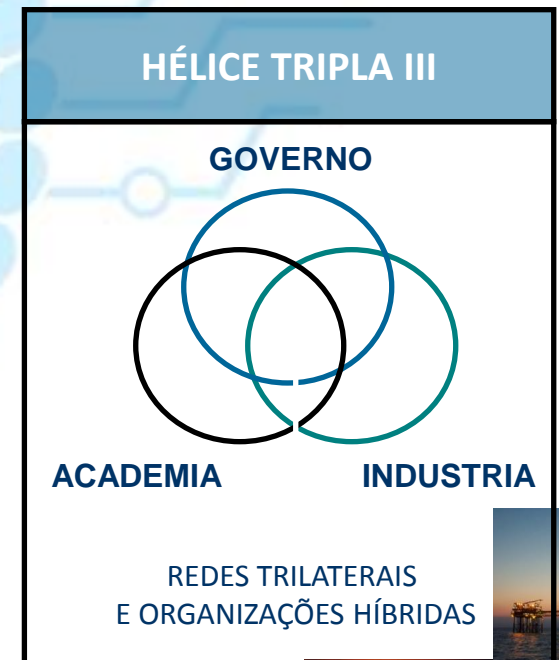 HÉLICE TRIPLA III
GOVERNO
ACADEMIA
INDUSTRIA
REDES TRILATERAIS
E ORGANIZAÇÕES HÍBRIDAS